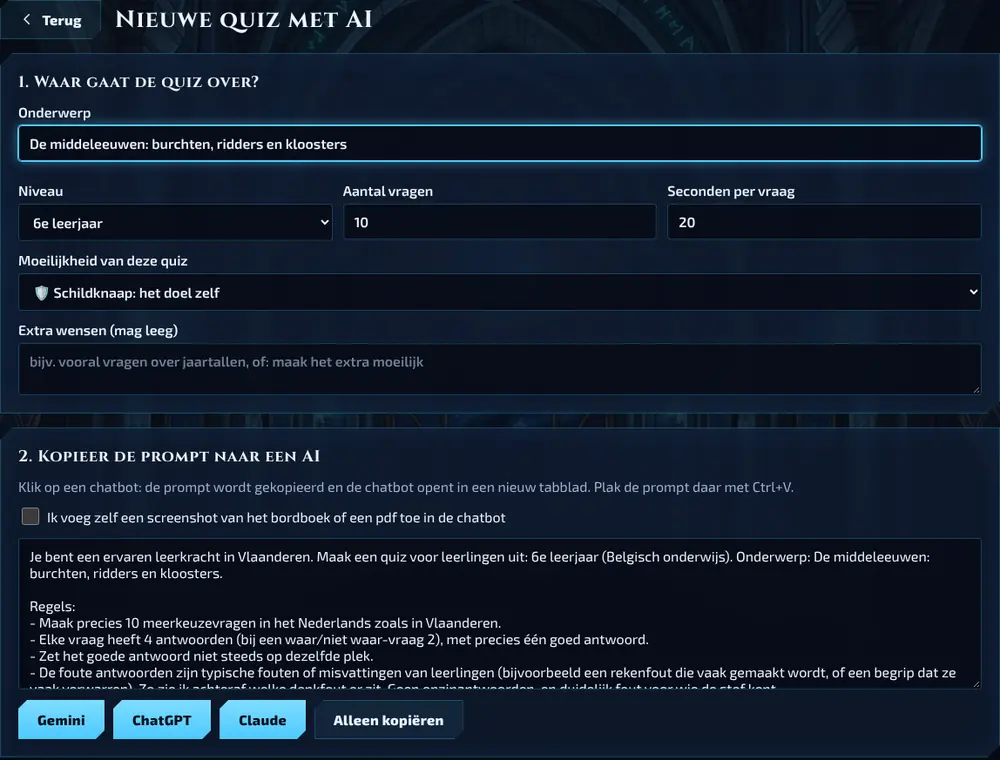 Terug
Nieuwe quiz met AI
1. Waar gaat de quiz over?
Onderwerp
De middeleeuwen: burchten, ridders en kloosters
Niveau
Aantal vragen
Seconden per vraag
6e leerjaar
10
20
Moeilijkheid van deze quiz
Schildknaap: het doel zelf
Extra wensen (mag leeg)
bijv. vooral vragen over jaartallen, of: maak het extra moeilijk
2. Kopieer de prompt naar een AI
Klik op een chatbot: de prompt wordt gekopieerd en de chatbot opent in een nieuw tabblad. Plak de prompt daar met Ctrl+V.
Ik voeg zelf een screenshot van het bordboek of een pdf toe in de chatbot
Je bent een ervaren leerkracht in Vlaanderen. Maak een quiz voor leerlingen uit: 6e leerjaar (Belgisch onderwijs). Onderwerp: De middeleeuwen:
burchten, ridders en kloosters.
Regels:
- Maak precies 10 meerkeuzevragen in het Nederlands zoals in Vlaanderen.
- Elke vraag heeft 4 antwoorden (bij een waar/niet waar-vraag 2), met precies één goed antwoord.
- Zet het goede antwoord niet steeds op dezelfde plek.
- De foute antwoorden zijn typische fouten of misvattingen van leerlingen (bijvoorbeeld een rekenfout die vaak gemaakt wordt, of een begrip dat ze
Gemini
ChatGPT
Claude
Alleen kopiëren